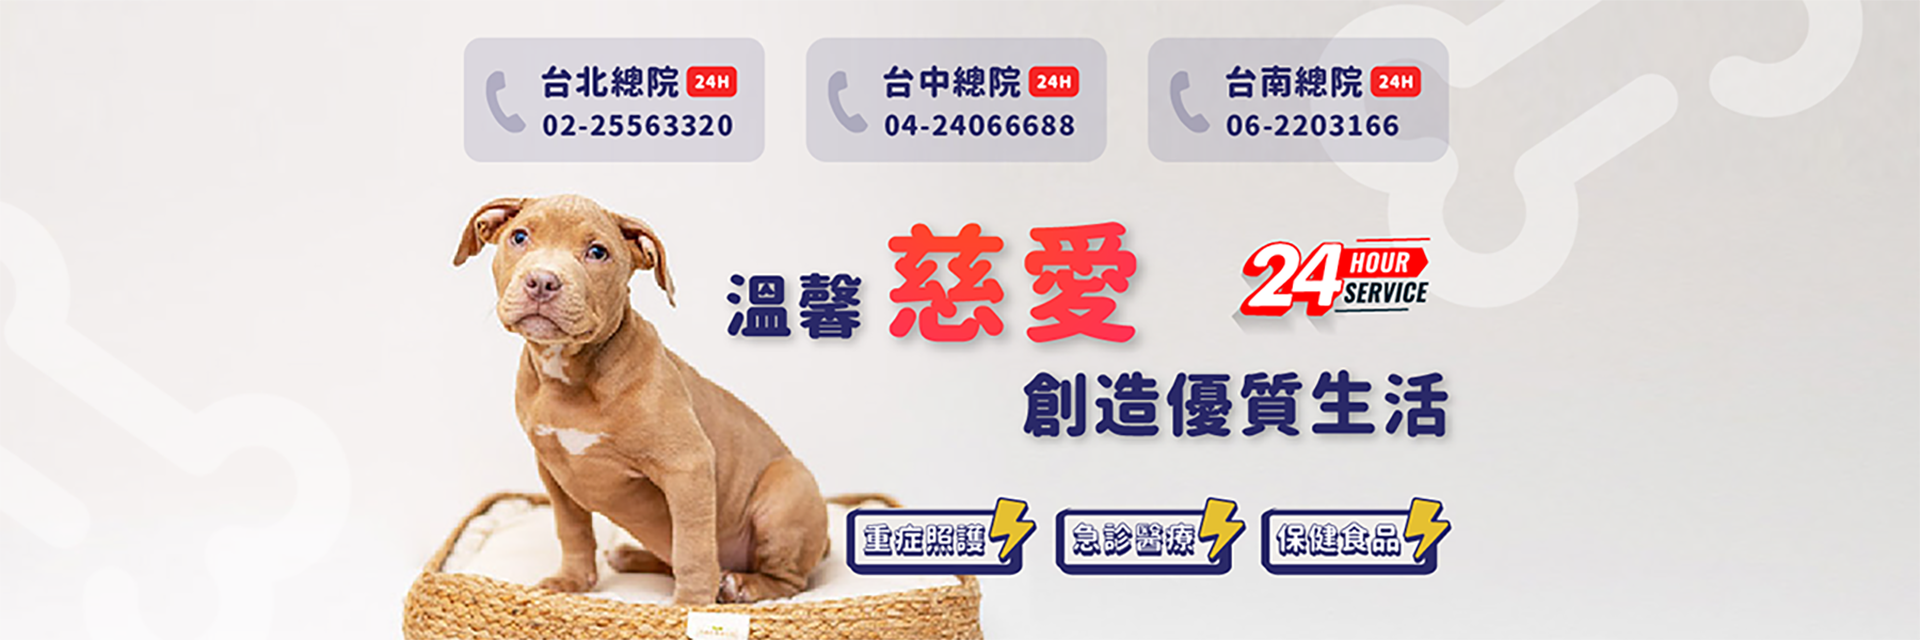 台北總院 24H
02-25563320
台中總院 24H
04-24066688
台南總院 24H
06-2203166
溫馨 慈愛
24 HOUR SERVICE
創造優質生活
重症照護
急診醫療
保健食品